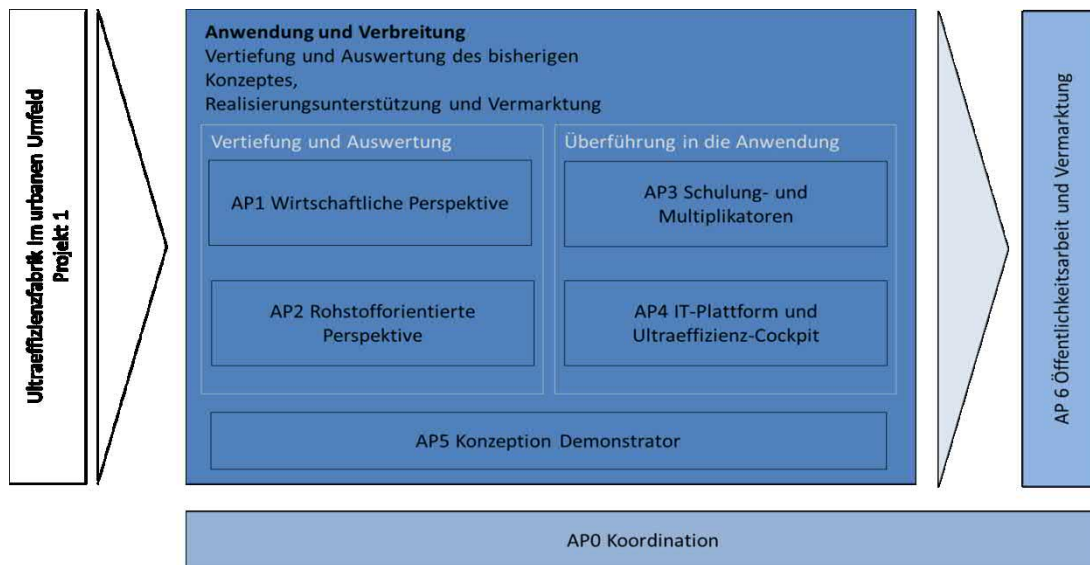 Ultraeffizienzfabrik im urbanen Umfeld
Projekt 1
Anwendung und Verbreitung
Vertiefung und Auswertung des bisherigen
Konzeptes,
Realisierungsunterstützung und Vermarktung
Vertiefung und Auswertung
AP1 Wirtschaftliche Perspektive
AP2 Rohstofforientierte
Perspektive
Überführung in die Anwendung
AP3 Schulung- und
Multiplikatoren
AP4 IT-Plattform und
Ultraeffizienz-Cockpit
AP5 Konzeption Demonstrator
AP 6 Öffentlichkeitsarbeit und Vermarktung
AP0 Koordination